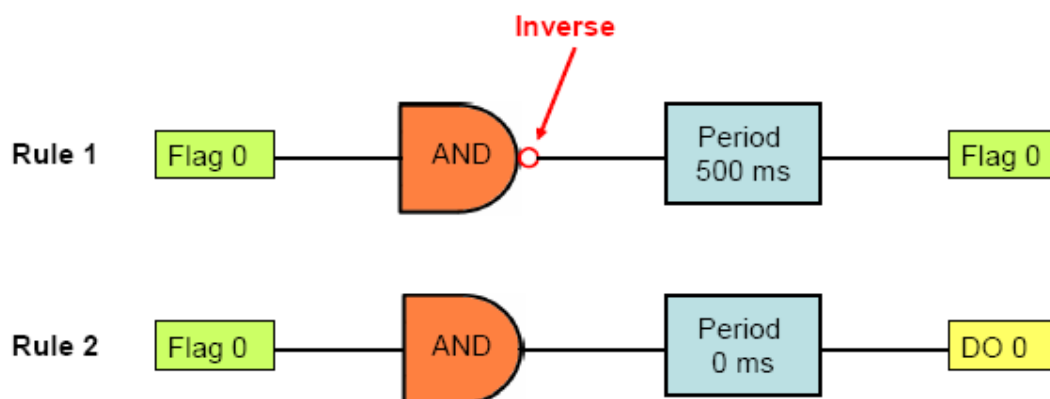 Inverse
Rule 1
Flag 0
AND
Period
500 ms
Flag 0
Rule 2
Flag 0
AND
Period
0 ms
DO 0